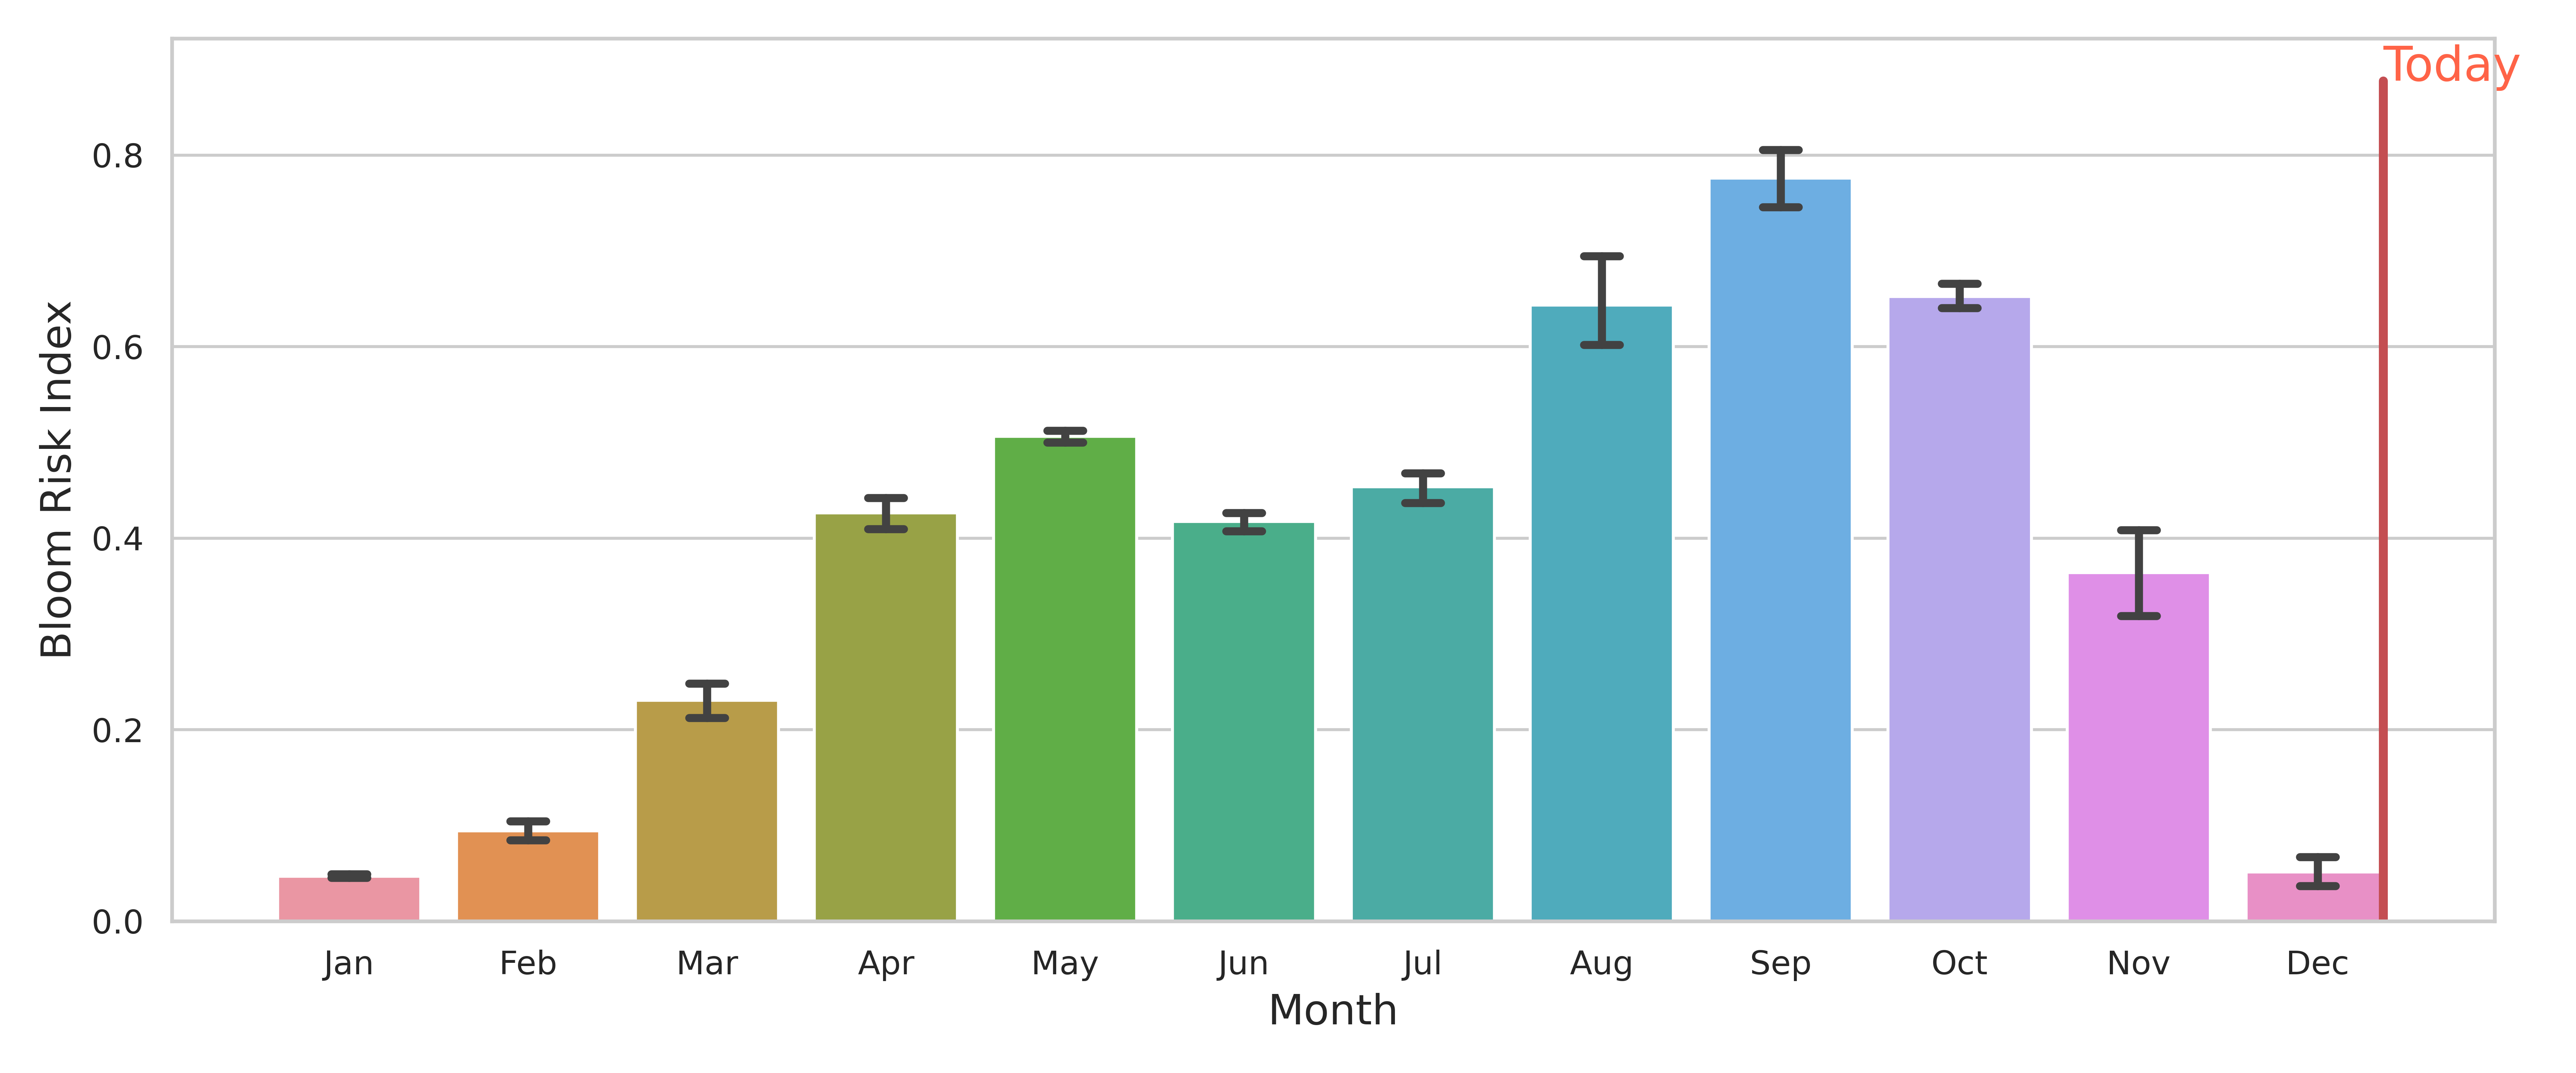 Today
0.8
0.6
0.4
0.2
0.0
Bloom Risk Index
Jan Feb Mar Apr May Jun Jul Aug Sep Oct Nov Dec
Month